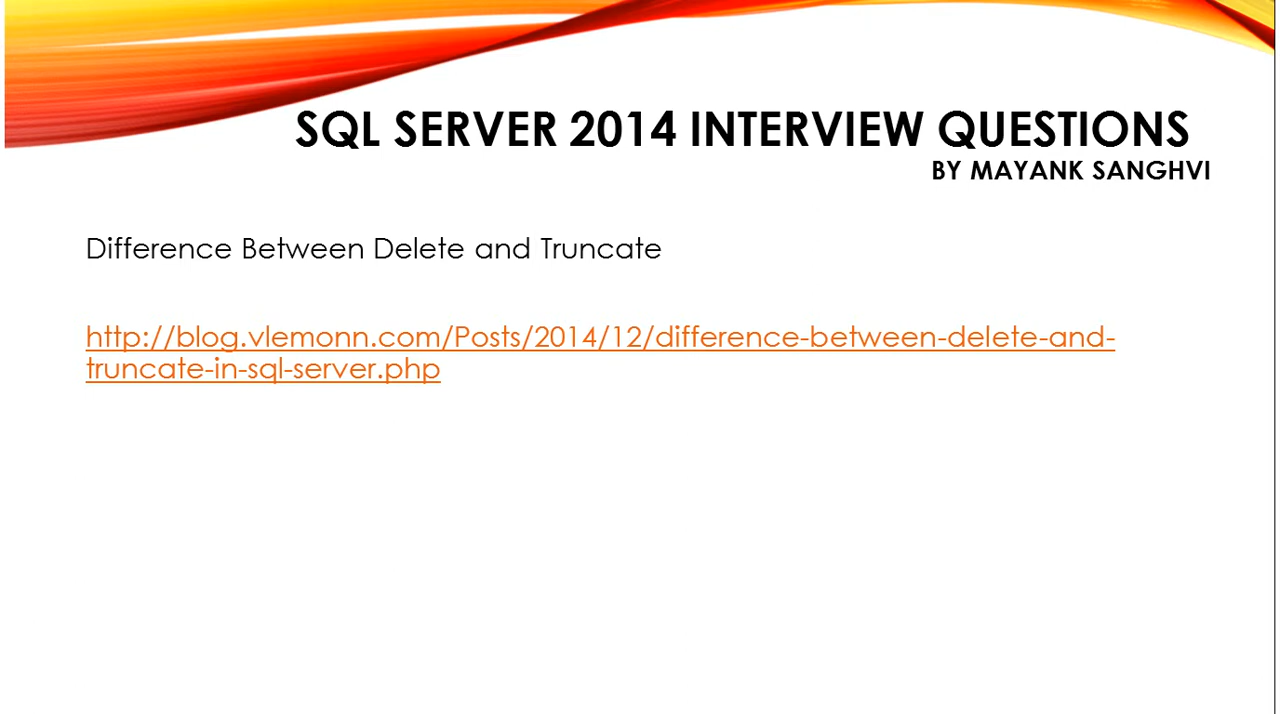 SQL SERVER 2014 INTERVIEW QUESTIONS
BY MAYANK SANGHVI
Difference Between Delete and Truncate
http://blog.vlemonn.com/Posts/2014/12/difference-between-delete-and-
truncate-in-sql-server.php